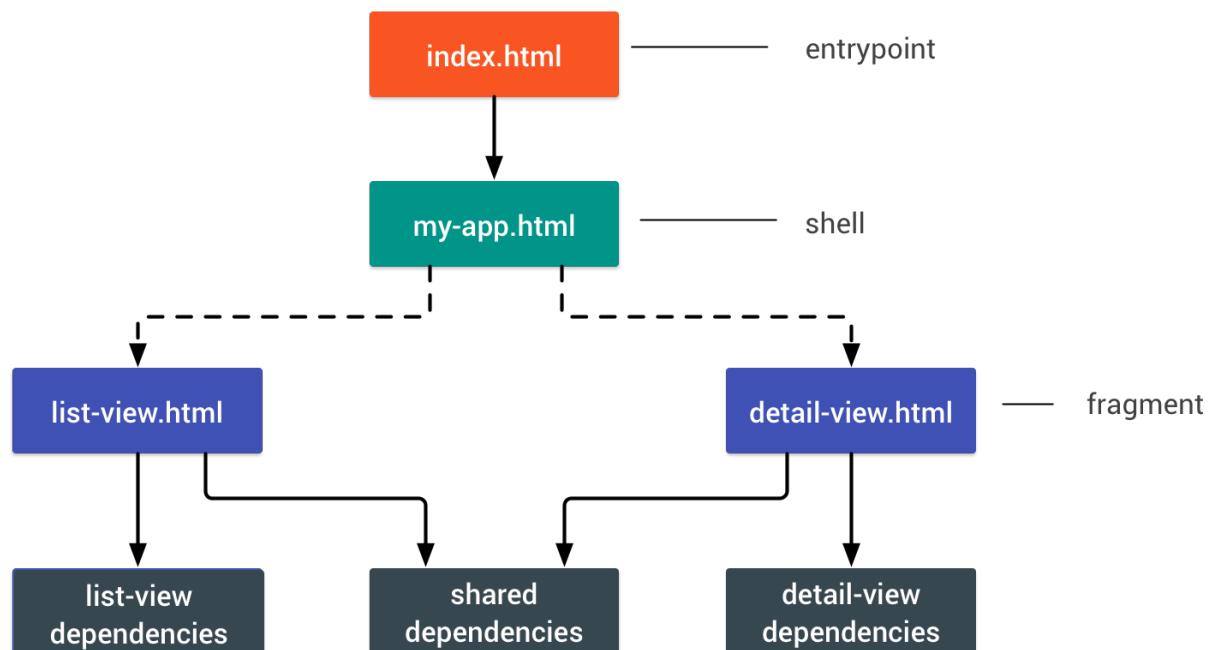 index.html
entrypoint
my-app.html
shell
list-view.html
detail-view.html
fragment
list-view
dependencies
shared
dependencies
detail-view
dependencies